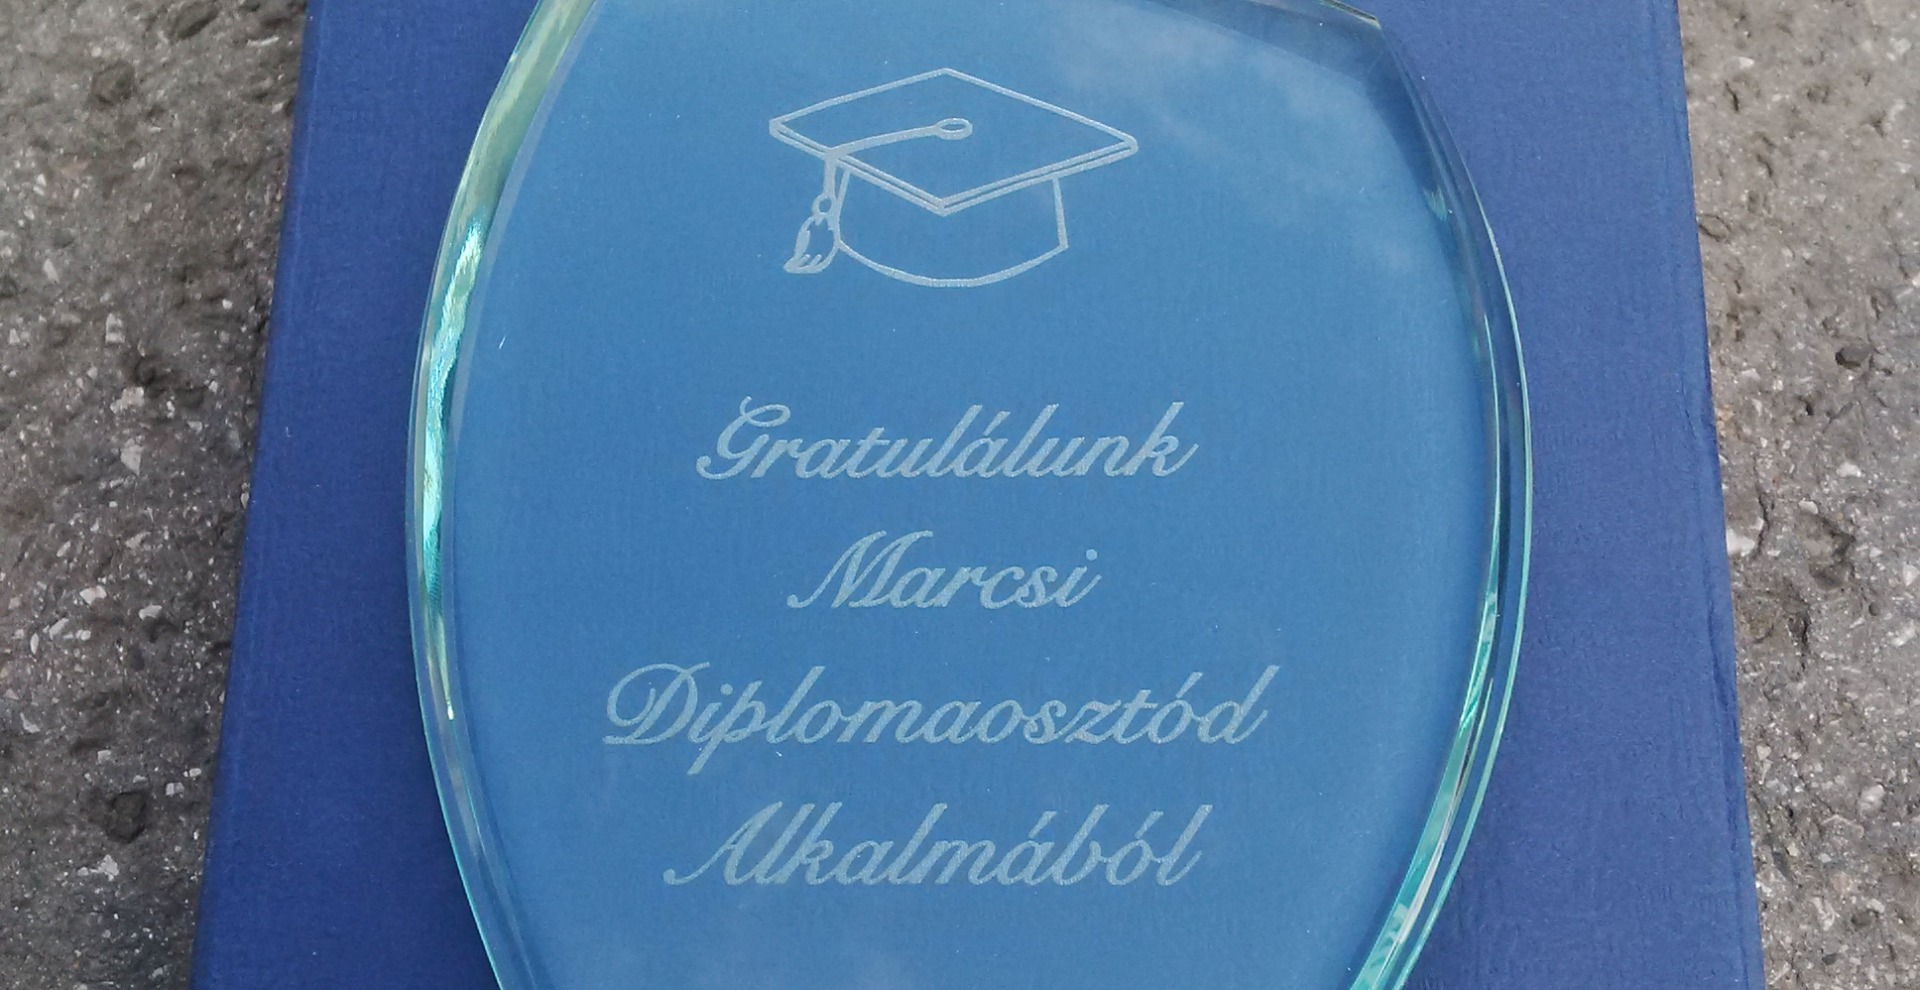 Gratulálunk
Marcsi
Diplomaosztód
Alkalmából